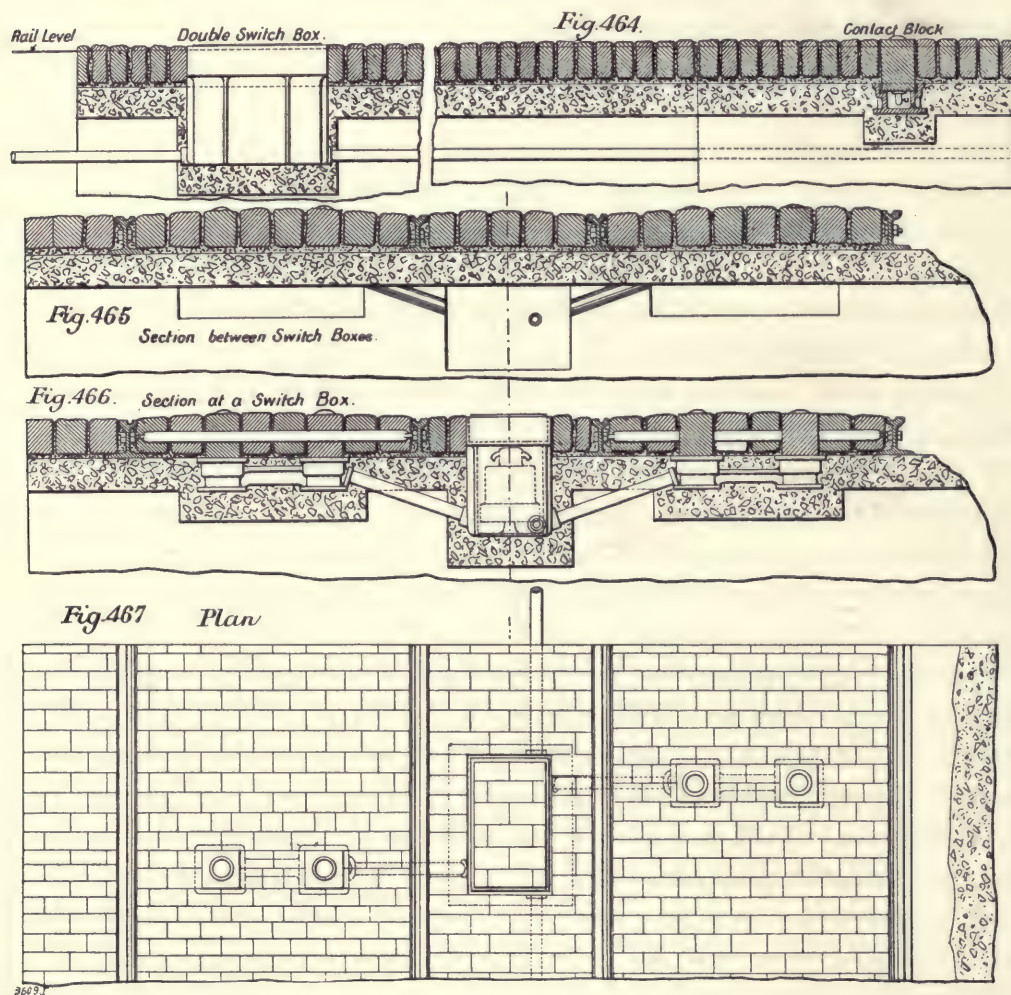 Fig. 464.
Rail Level
Double Switch Box.
Contact Block
Fig. 465
Section between Switch Boxes.
Fig. 466.
Section at a Switch Box.
Fig. 467
Plan
3609.J